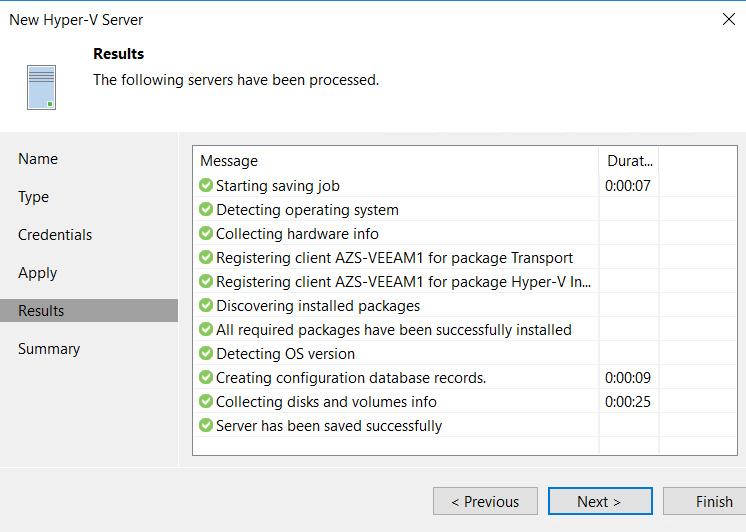 New Hyper-V Server
Results
The following servers have been processed.
Name
Type
Credentials
Apply
Results
Summary
Message Durat...
Starting saving job 0:00:07
Detecting operating system
Collecting hardware info
Registering client AZS-VEEAM1 for package Transport
Registering client AZS-VEEAM1 for package Hyper-V In...
Discovering installed packages
All required packages have been successfully installed
Detecting OS version
Creating configuration database records. 0:00:09
Collecting disks and volumes info 0:00:25
Server has been saved successfully
< Previous Next > Finish